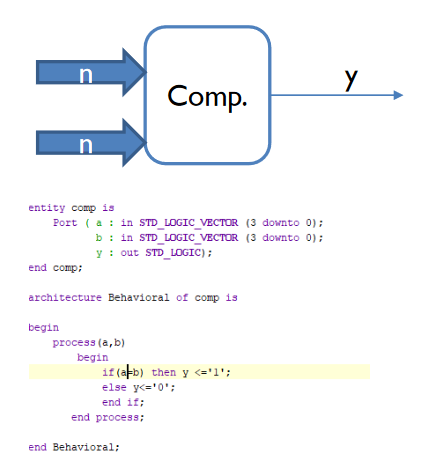 n
Comp.
y
n
entity comp is
Port ( a : in STD_LOGIC_VECTOR (3 downto 0);
b : in STD_LOGIC_VECTOR (3 downto 0);
y : out STD_LOGIC);
end comp;
architecture Behavioral of comp is
begin
process(a,b)
begin
if(a=b) then y <='1';
else y<='0';
end if;
end process;
end Behavioral;